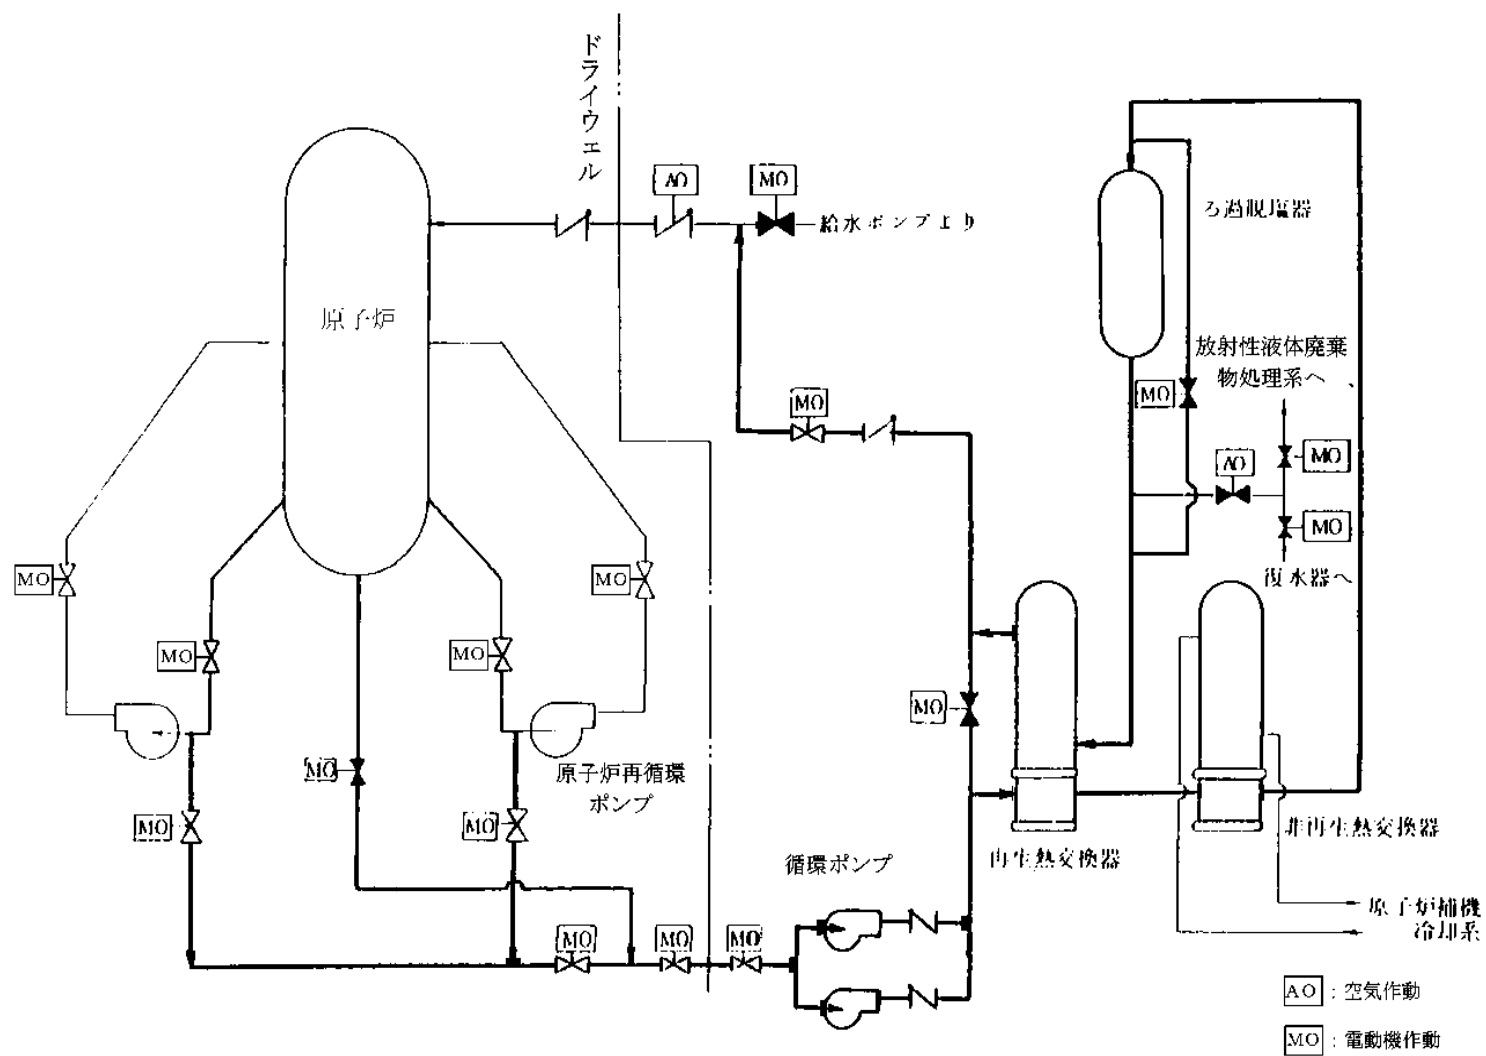 ドライウェル
AO
MO
給水ポンプより
ろ過脱塩器
原子炉
放射性液体廃棄
物処理系へ
MO
MO
AO
MO
MO
復水器へ
MO
MO
MO
MO
MO
MO
原子炉再循環
ポンプ
MO
MO
非再生熱交換器
再生熱交換器
循環ポンプ
原子炉補機
冷却系
MO
MO
MO
AO:空気作動
MO:電動機作動